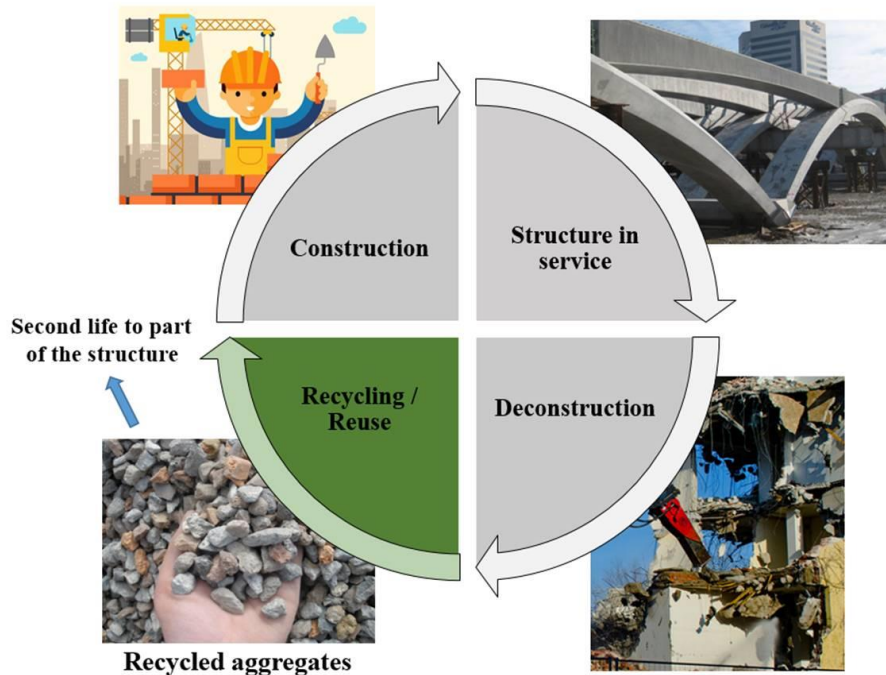 Construction
Structure in
service
Second life to part
of the structure
Recycling /
Reuse
Deconstruction
Recycled aggregates